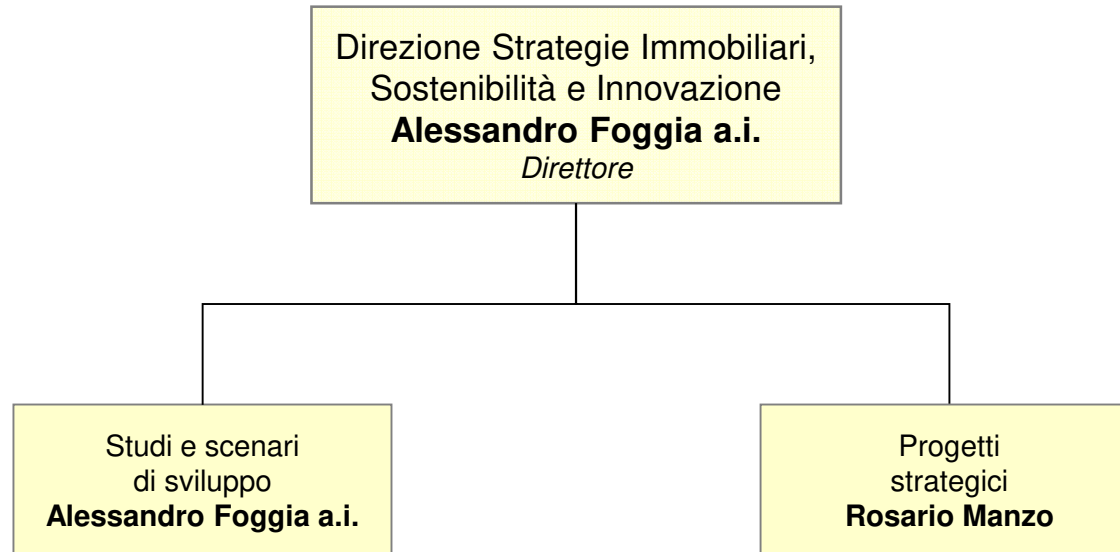 Direzione Strategie Immobiliari,
Sostenibilità e Innovazione
Alessandro Foggia a.i.
Direttore
Studi e scenari
di sviluppo
Alessandro Foggia a.i.
Progetti
strategici
Rosario Manzo